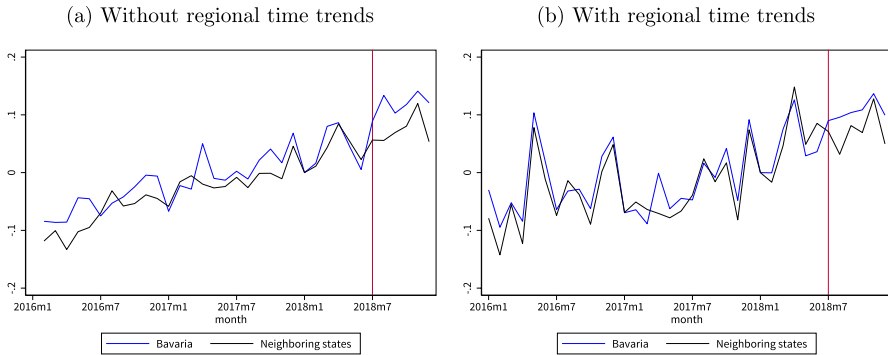 (a) Without regional time trends
(b) With regional time trends
.2
.1
0
-.1
-.2
2016m1 2016m7 2017m1 2017m7 2018m1 2018m7
month
Bavaria Neighboring states
.2
.1
0
-.1
-.2
2016m1 2016m7 2017m1 2017m7 2018m1 2018m7
month
Bavaria Neighboring states